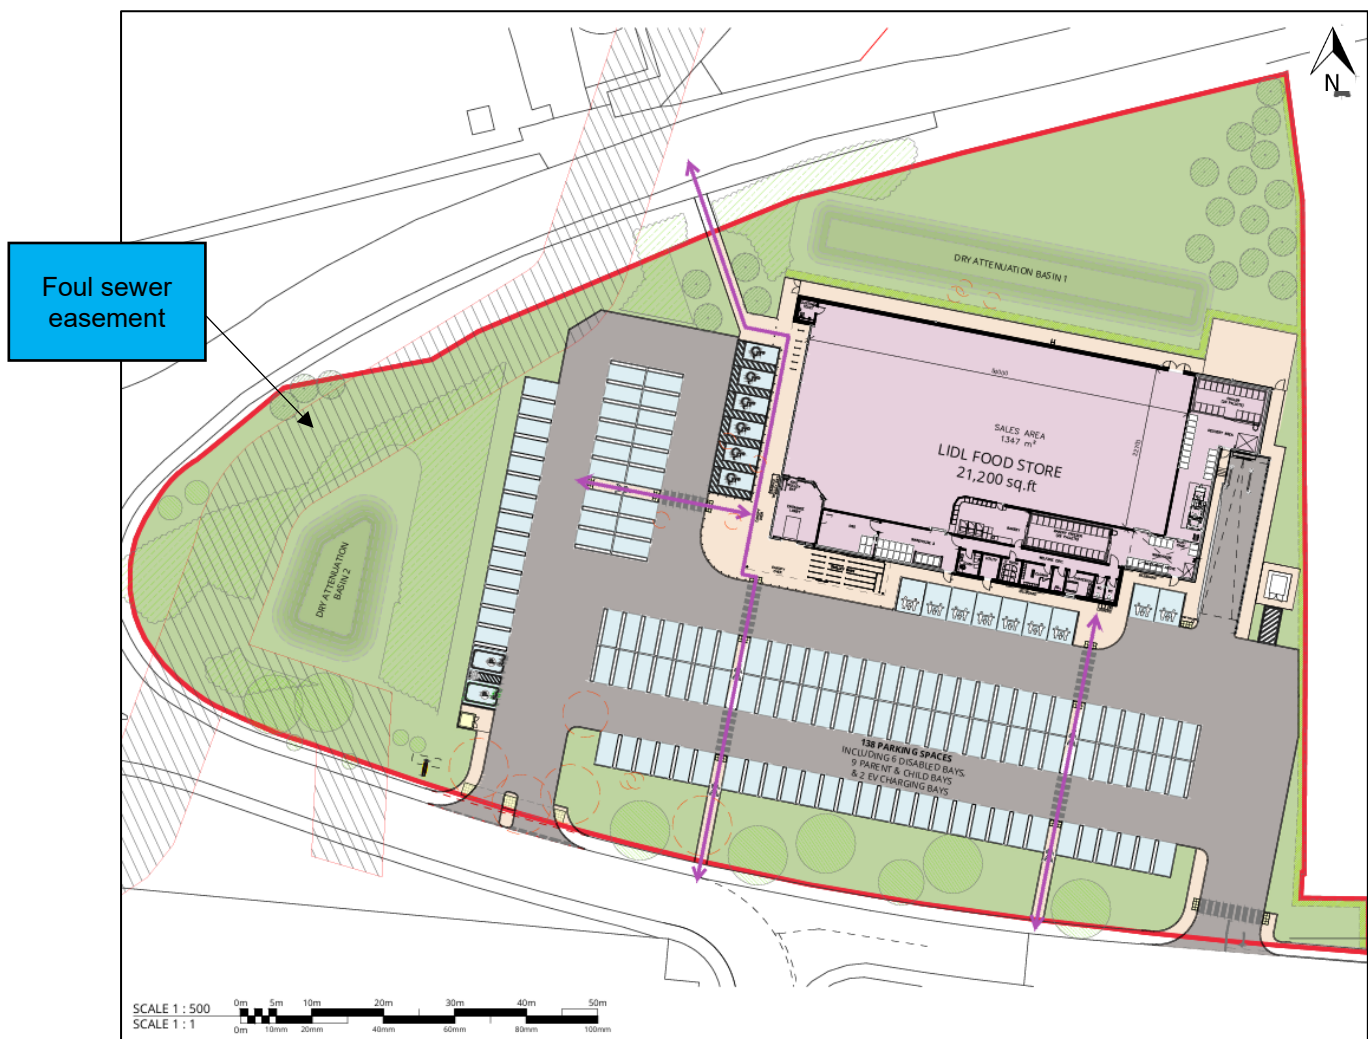 N
Foul sewer
easement
DRY ATTENUATION BASIN 1
SALES AREA
1347 m²
LIDL FOOD STORE
21,200 sq.ft
DRY ATTENUATION
BASIN 2
138 PARKING SPACES
INCLUDING 6 DISABLED BAYS,
9 PARENT & CHILD BAYS
& 2 EV CHARGING BAYS
SCALE 1 : 500
0m 5m 10m 20m 30m 40m 50m
SCALE 1 : 1
0m 10mm 20mm 40mm 60mm 80mm 100mm